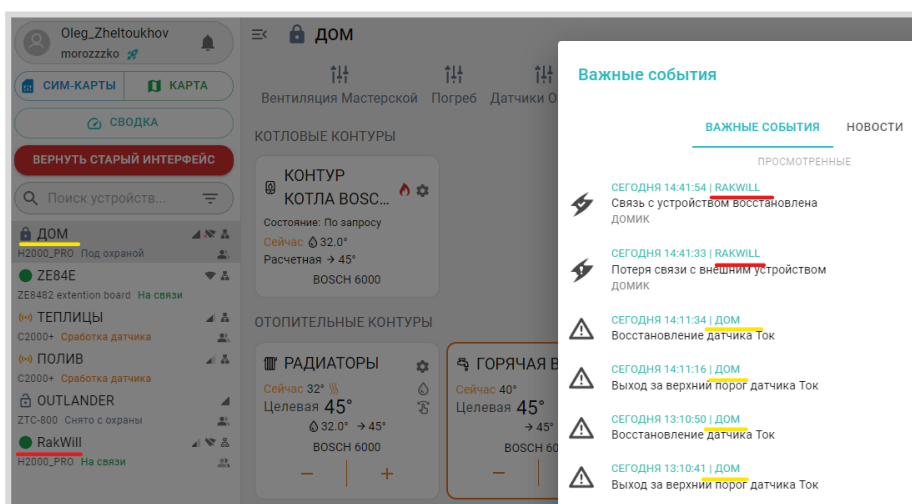 Oleg_Zheltoukhov
morozzzko
СИМ-КАРТЫ
КАРТА
СВОДКА
ВЕРНУТЬ СТАРЫЙ ИНТЕРФЕЙС
Поиск устройств...
ДОМ
H2000_PRO Под охраной
ZE84E
ZE8482 extention board На связи
ТЕПЛИЦЫ
C2000+ Сработка датчика
ПОЛИВ
C2000+ Сработка датчика
OUTLANDER
ZTC-800 Снято с охраны
RakWill
H2000_PRO На связи
ДОМ
Вентиляция Мастерской
Погреб
Датчики О
КОТЛОВЫЕ КОНТУРЫ
КОНТУР
КОТЛА BOSC...
Состояние: По запросу
Сейчас 32.0°
Расчетная → 45°
BOSCH 6000
ОТОПИТЕЛЬНЫЕ КОНТУРЫ
РАДИАТОРЫ
Сейчас 32°
Целевая 45°
32.0° → 45°
BOSCH 6000
− +
ГОРЯЧАЯ В
Сейчас 40°
Целевая 45°
→ 45°
BOSCH 60
−
Важные события
ВАЖНЫЕ СОБЫТИЯ
НОВОСТИ
ПРОСМОТРЕННЫЕ
СЕГОДНЯ 14:41:54 | RAKWILL
Связь с устройством восстановлена
ДОМИК
СЕГОДНЯ 14:41:33 | RAKWILL
Потеря связи с внешним устройством
ДОМИК
СЕГОДНЯ 14:11:34 | ДОМ
Восстановление датчика Ток
СЕГОДНЯ 14:11:16 | ДОМ
Выход за верхний порог датчика Ток
СЕГОДНЯ 13:10:50 | ДОМ
Восстановление датчика Ток
СЕГОДНЯ 13:10:41 | ДОМ
Выход за верхний порог датчика Ток